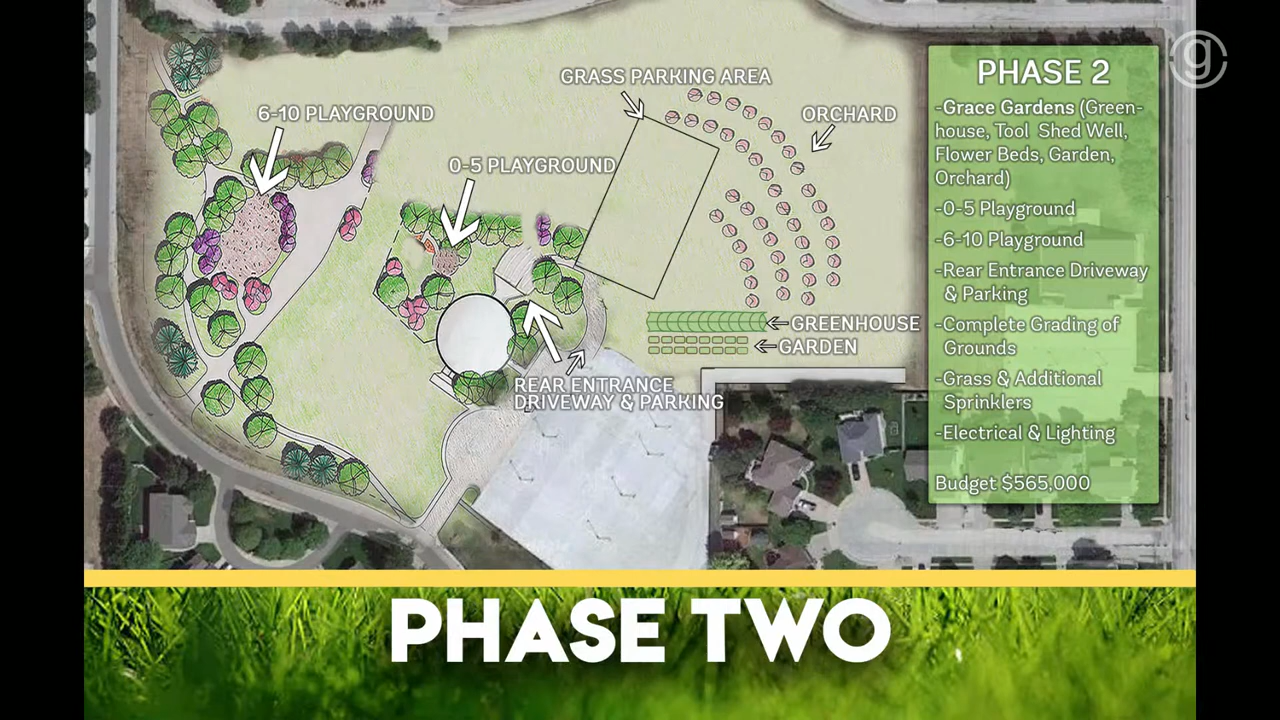 GRASS PARKING AREA
6-10 PLAYGROUND
ORCHARD
0-5 PLAYGROUND
GREENHOUSE
GARDEN
REAR ENTRANCE
DRIVEWAY & PARKING
g
PHASE 2
-Grace Gardens (Green-
house, Tool Shed Well,
Flower Beds, Garden,
Orchard)
-0-5 Playground
-6-10 Playground
-Rear Entrance Driveway
& Parking
-Complete Grading of
Grounds
-Grass & Additional
Sprinklers
-Electrical & Lighting
Budget $565,000
PHASE TWO